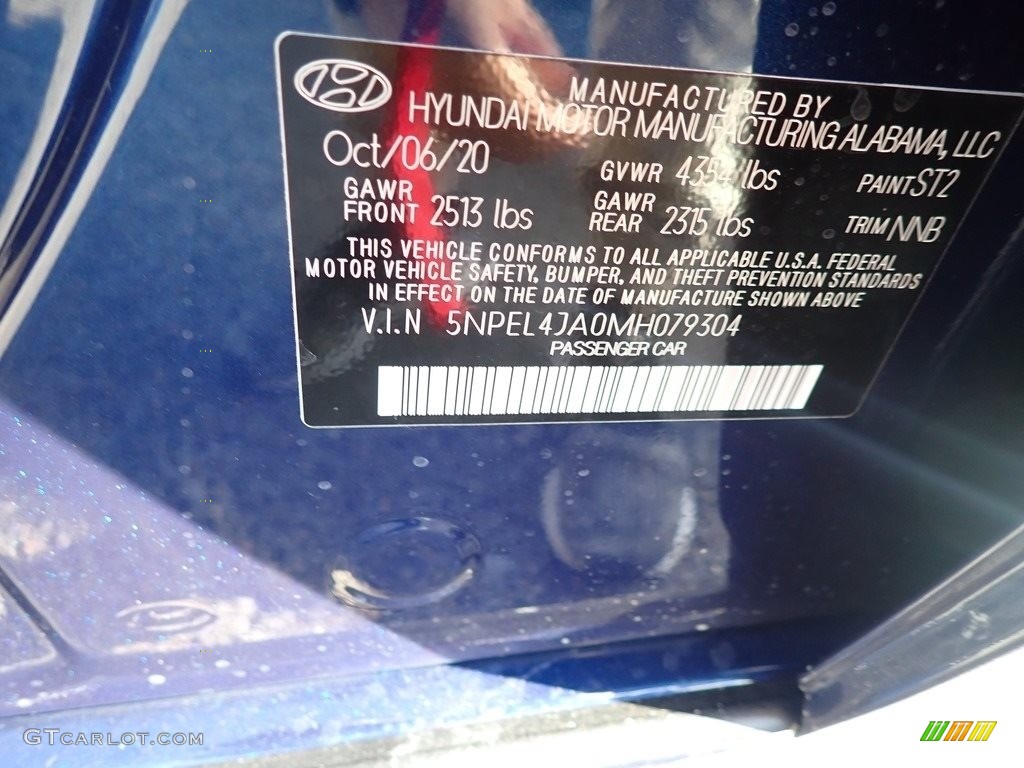 MANUFACTURED BY
HYUNDAI MOTOR MANUFACTURING ALABAMA, LLC
Oct/06/20 GVWR 4354 lbs PAINT ST2
GAWR FRONT 2513 lbs GAWR REAR 2315 lbs TRIM NNB
THIS VEHICLE CONFORMS TO ALL APPLICABLE U.S.A. FEDERAL
MOTOR VEHICLE SAFETY, BUMPER, AND THEFT PREVENTION STANDARDS
IN EFFECT ON THE DATE OF MANUFACTURE SHOWN ABOVE
V.I.N 5NPEL4JA0MH079304
PASSENGER CAR
GTCARLOT.COM